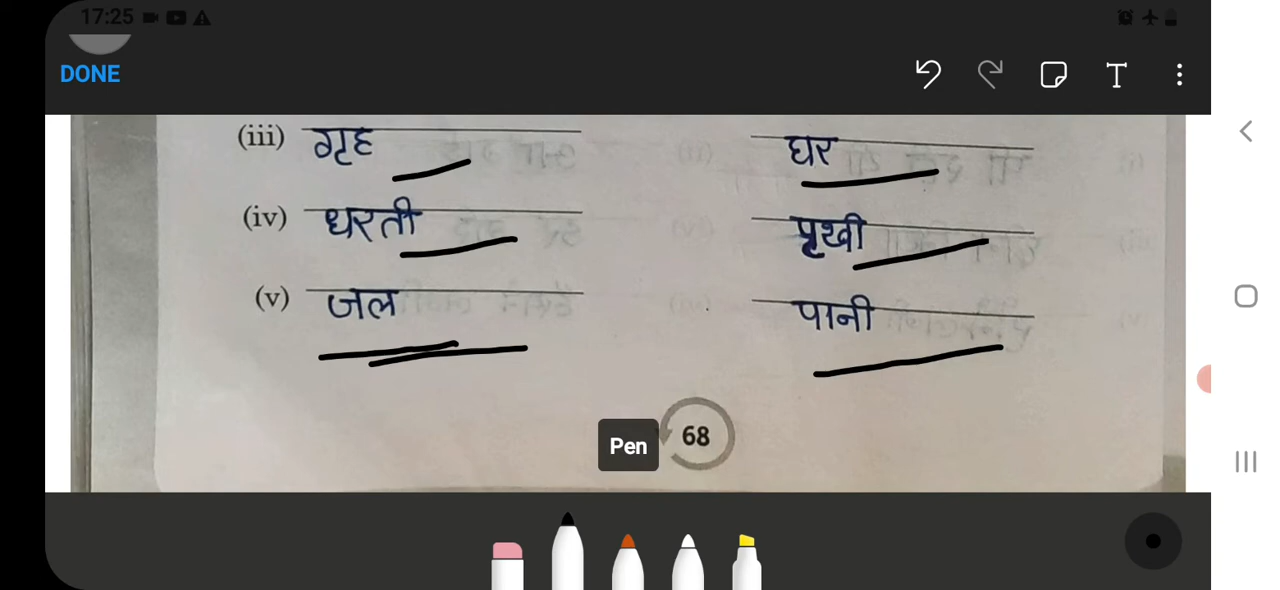 17:25
DONE
T
(iii) गृह घर
(iv) धरती पृखी
(v) जल पानी
68
Pen